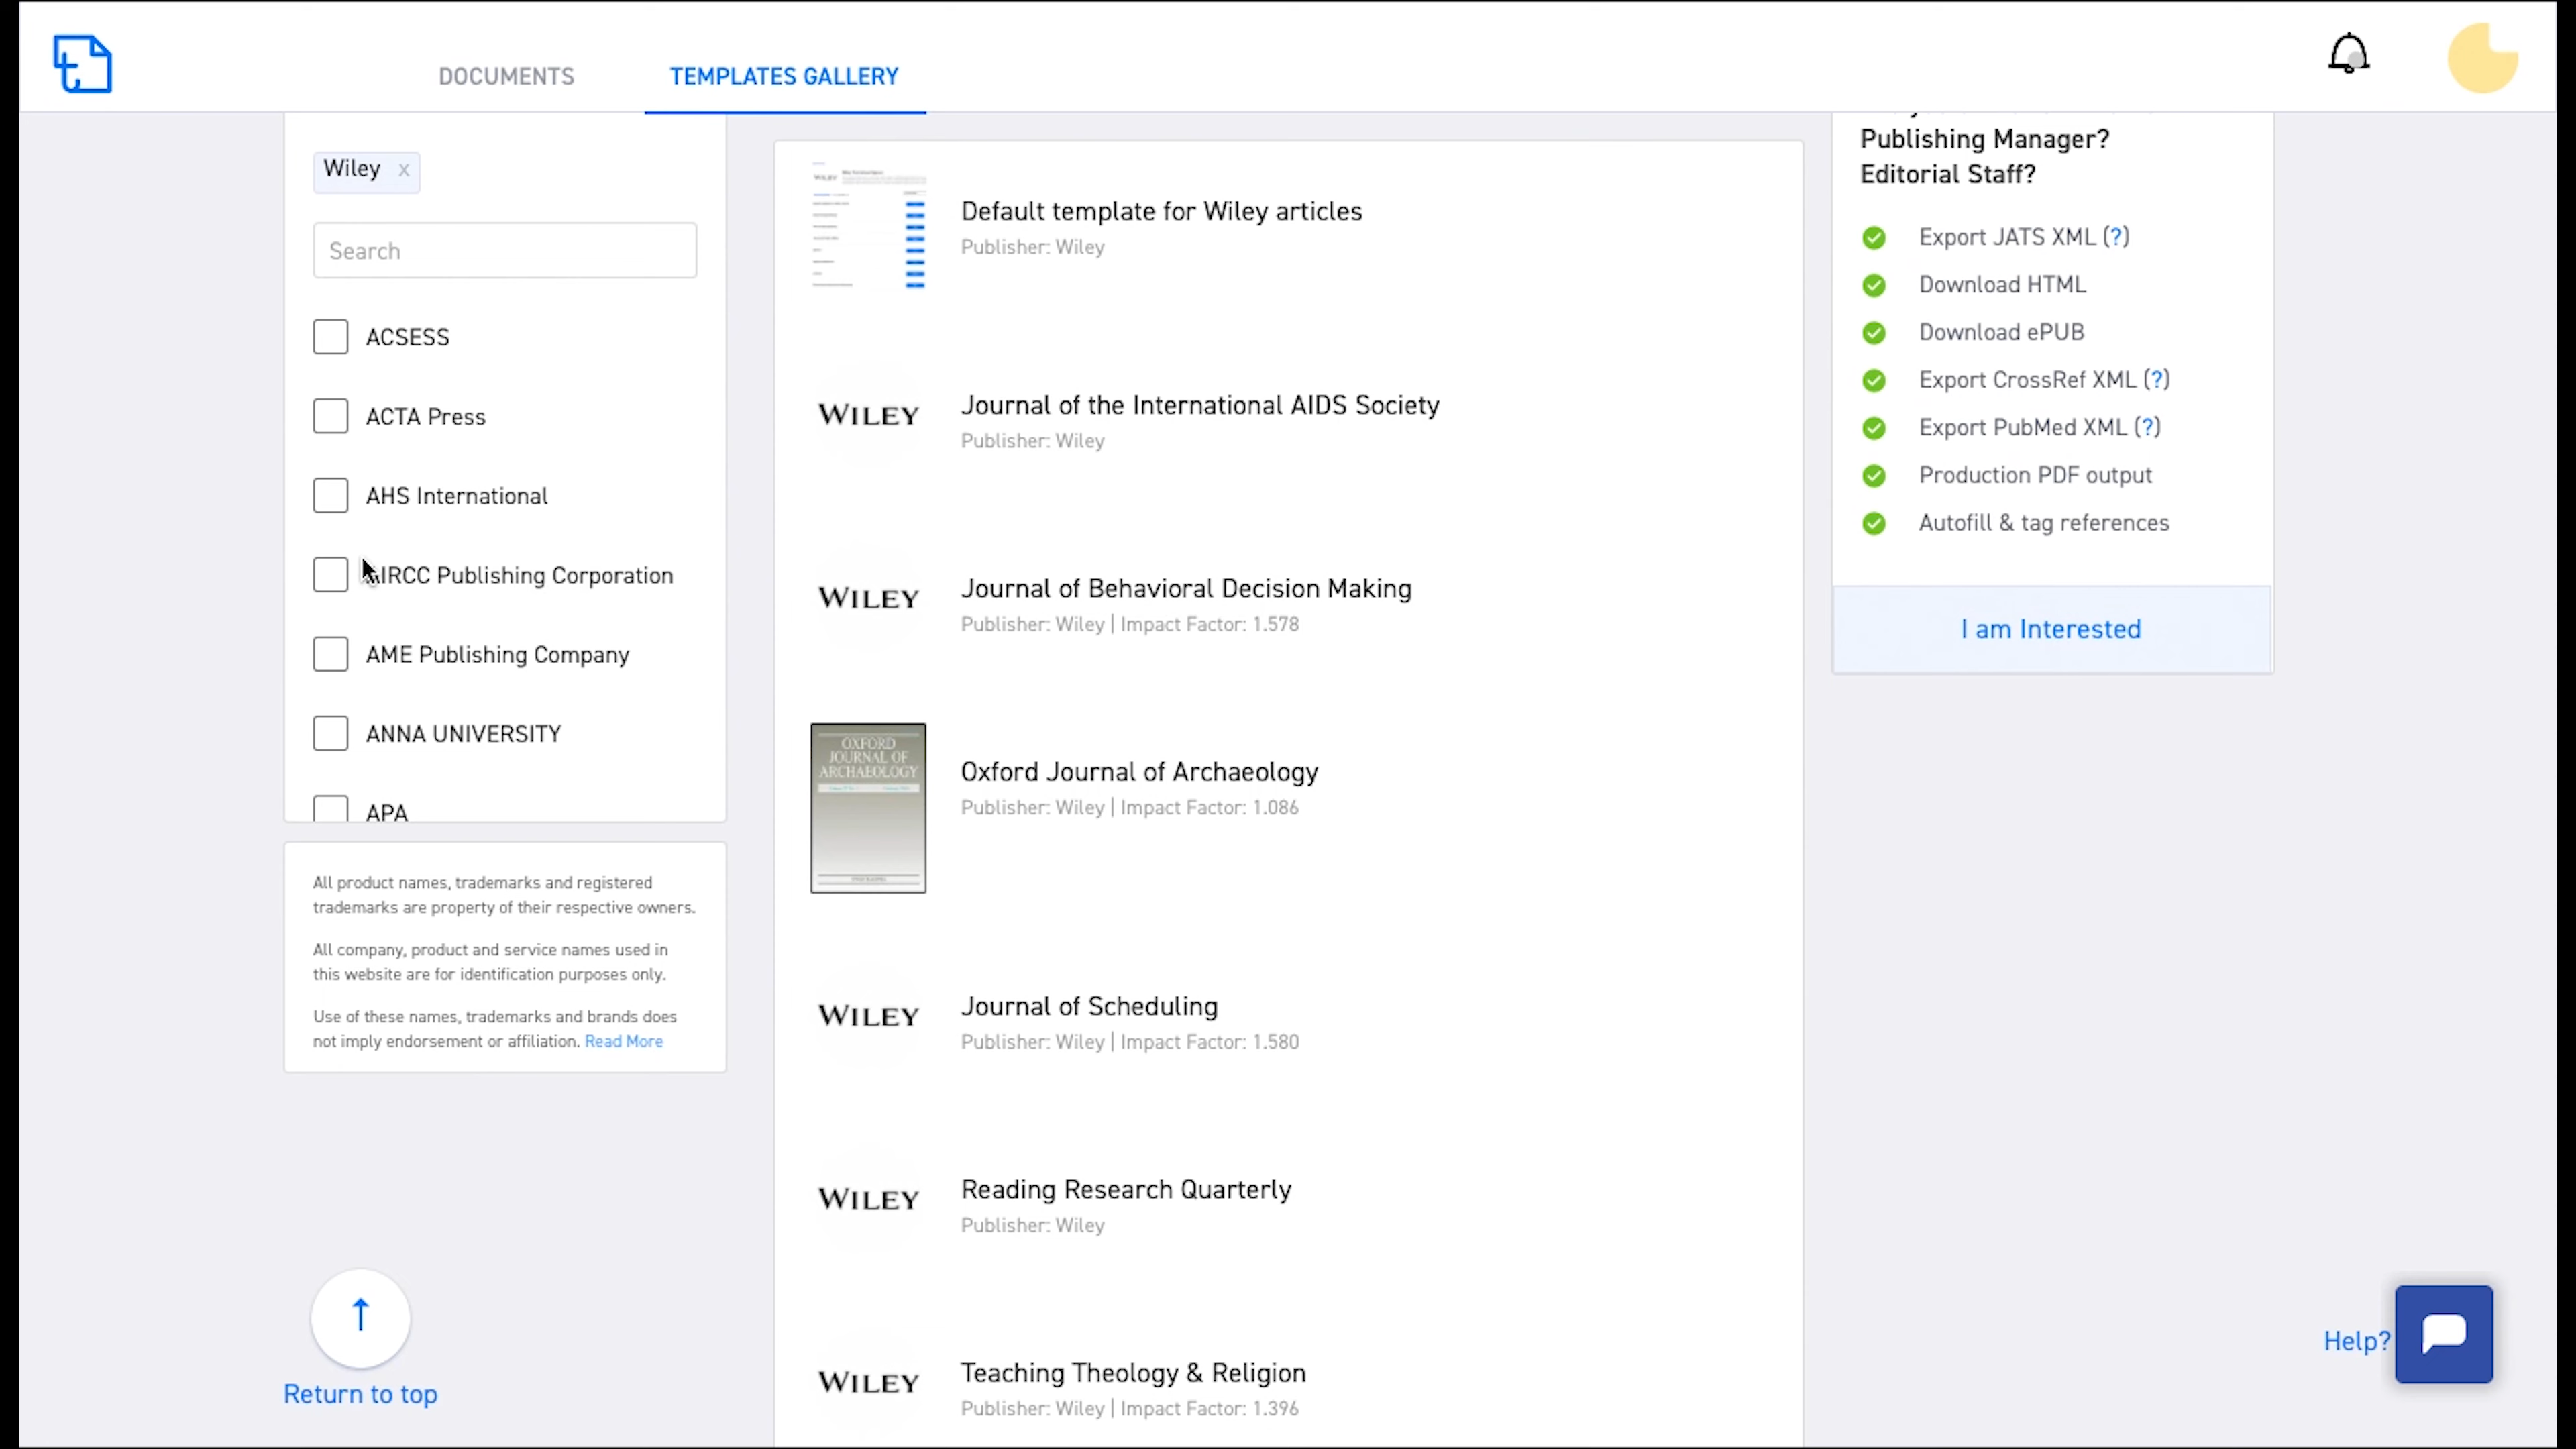 DOCUMENTS
TEMPLATES GALLERY
Wiley x
Search
ACSESS
ACTA Press
AHS International
AIRCC Publishing Corporation
AME Publishing Company
ANNA UNIVERSITY
APA
All product names, trademarks and registered
trademarks are property of their respective owners.
All company, product and service names used in
this website are for identification purposes only.
Use of these names, trademarks and brands does
not imply endorsement or affiliation. Read More
↑
Return to top
WILEY
Default template for Wiley articles
Publisher: Wiley
WILEY
Journal of the International AIDS Society
Publisher: Wiley
WILEY
Journal of Behavioral Decision Making
Publisher: Wiley | Impact Factor: 1.578
OXFORD
JOURNAL OF
ARCHAEOLOGY
Oxford Journal of Archaeology
Publisher: Wiley | Impact Factor: 1.086
WILEY
Journal of Scheduling
Publisher: Wiley | Impact Factor: 1.580
WILEY
Reading Research Quarterly
Publisher: Wiley
WILEY
Teaching Theology & Religion
Publisher: Wiley | Impact Factor: 1.396
Publishing Manager?
Editorial Staff?
Export JATS XML (?)
Download HTML
Download ePUB
Export CrossRef XML (?)
Export PubMed XML (?)
Production PDF output
Autofill & tag references
I am Interested
Help?